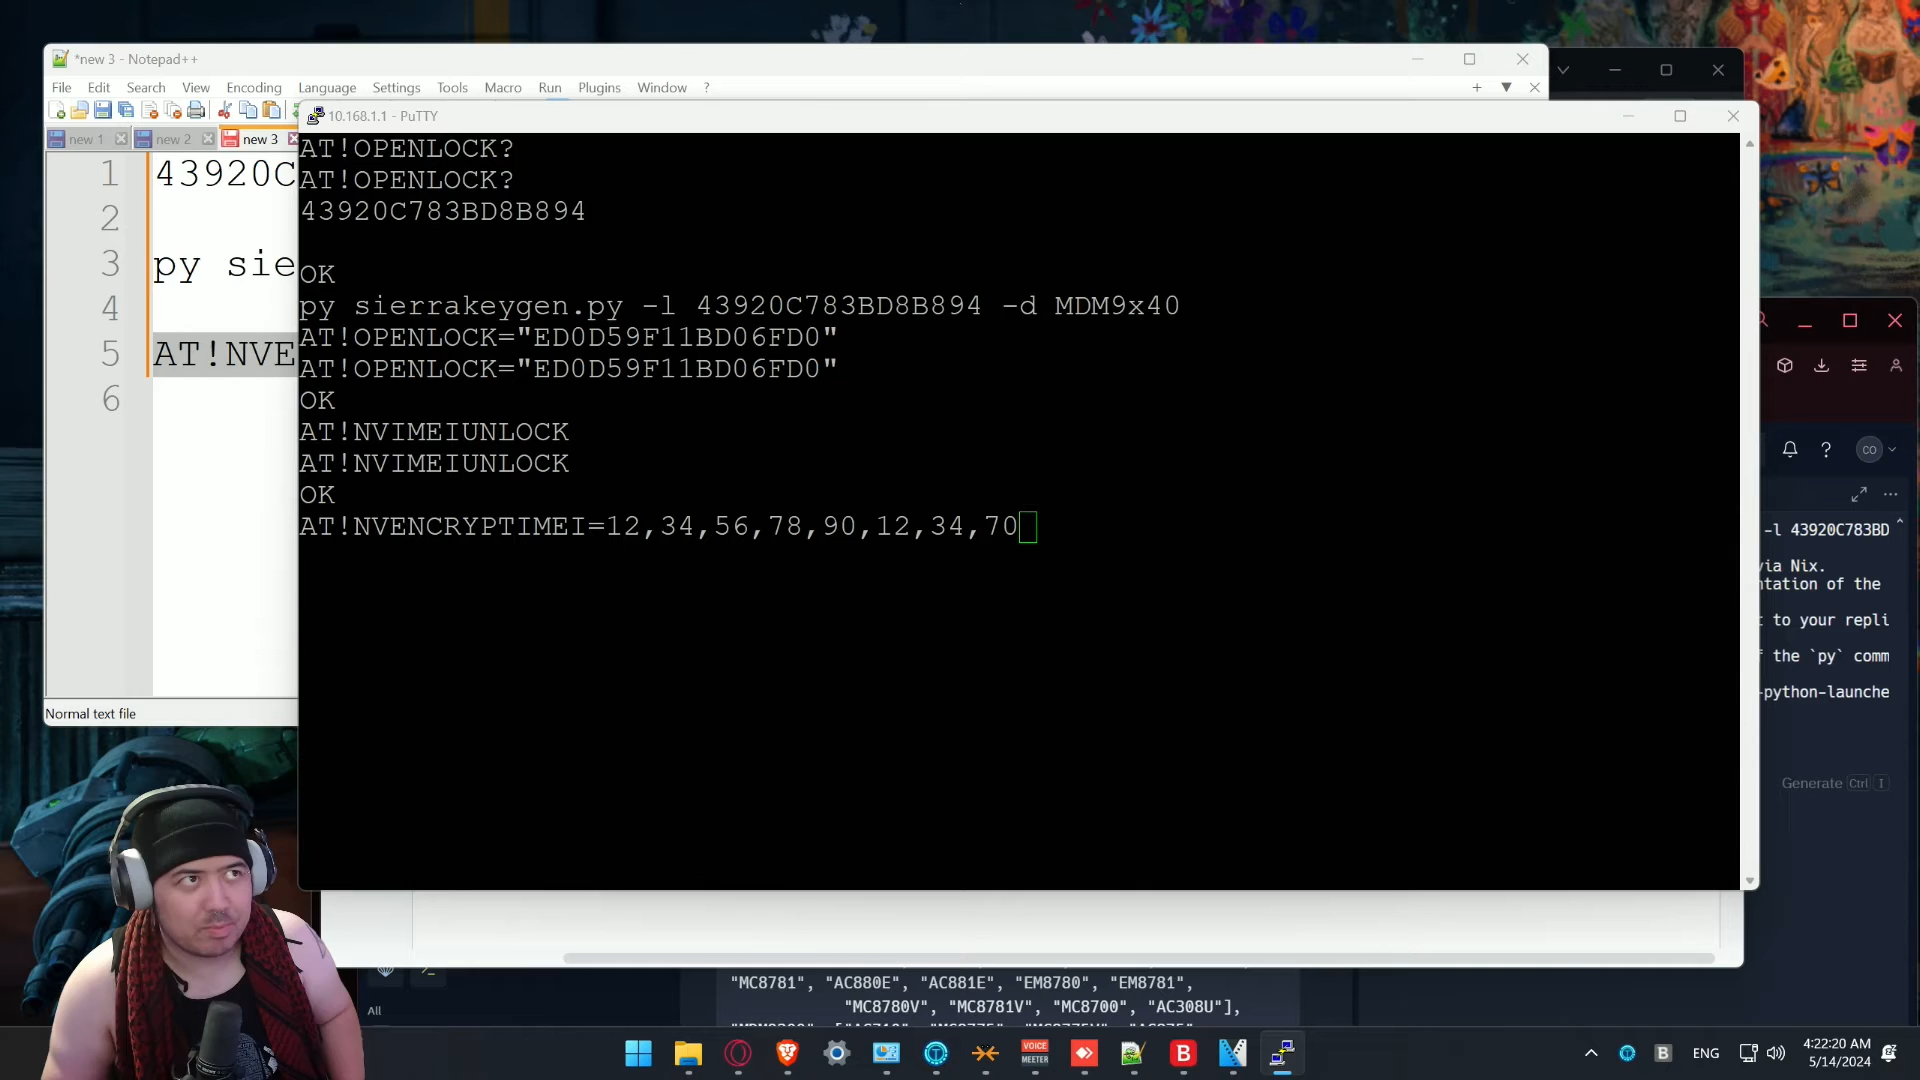 *new 3 - Notepad++
File Edit Search View Encoding Language Settings Tools Macro Run Plugins Window ?
new 1 new 2 new 3
10.168.1.1 - PuTTY
1 43920C
2
3 py sie
4
5 AT!NVE
6
Normal text file
AT!OPENLOCK?
AT!OPENLOCK?
43920C783BD8B894
OK
py sierrakeygen.py -l 43920C783BD8B894 -d MDM9x40
AT!OPENLOCK="ED0D59F11BD06FD0"
AT!OPENLOCK="ED0D59F11BD06FD0"
OK
AT!NVIMEIUNLOCK
AT!NVIMEIUNLOCK
OK
AT!NVENCRYPTIMEI=12,34,56,78,90,12,34,70
CO
-l 43920C783BD
via Nix.
ntation of the
t to your repli
f the `py` comm
-python-launche
Generate Ctrl I
All
"MC8781", "AC880E", "AC881E", "EM8780", "EM8781",
"MC8780V", "MC8781V", "MC8700", "AC308U"],
VOICE
MEETER
B
B
ENG
4:22:20 AM
5/14/2024